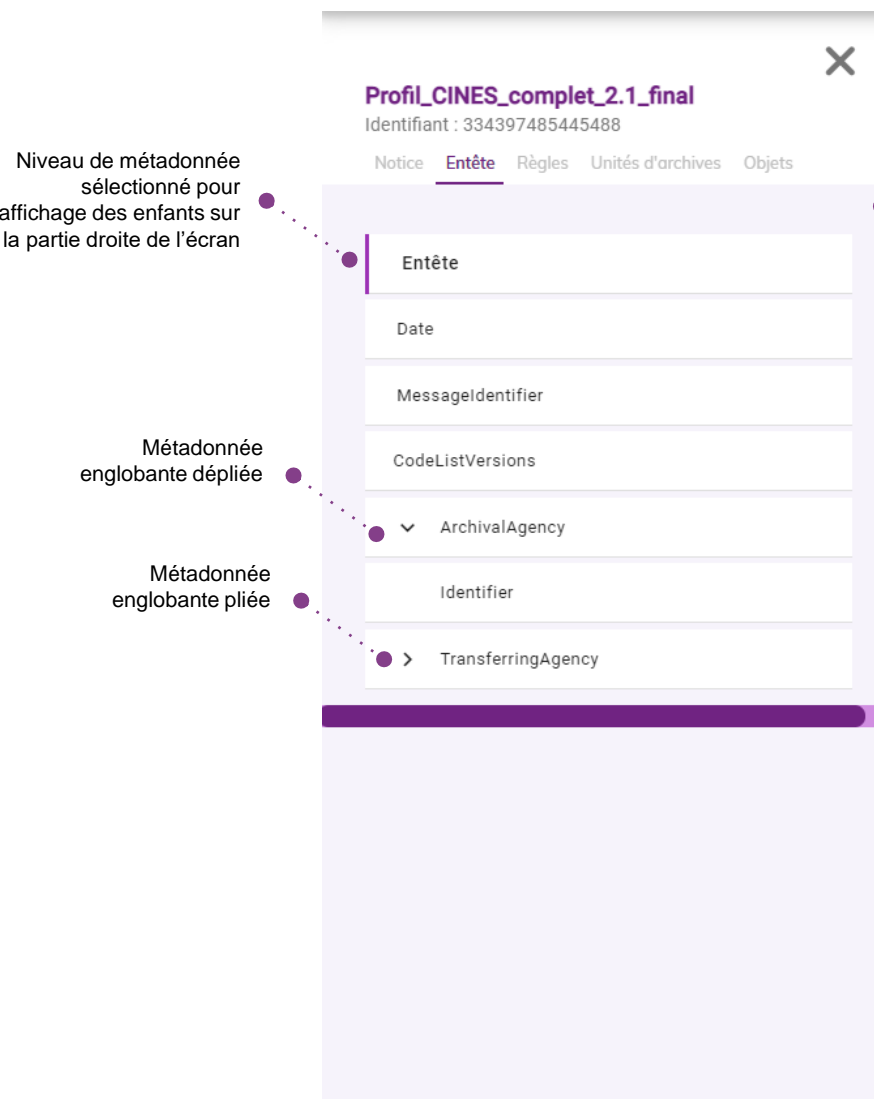 Profil_CINES_complet_2.1_final
Identifiant : 334397485445488
Notice Entête Règles Unités d'archives Objets
Niveau de métadonnée
sélectionné pour
affichage des enfants sur
la partie droite de l'écran
Entête
Date
MessageIdentifier
CodeListVersions
Métadonnée
englobante dépliée
ArchivalAgency
Identifier
Métadonnée
englobante pliée
TransferringAgency